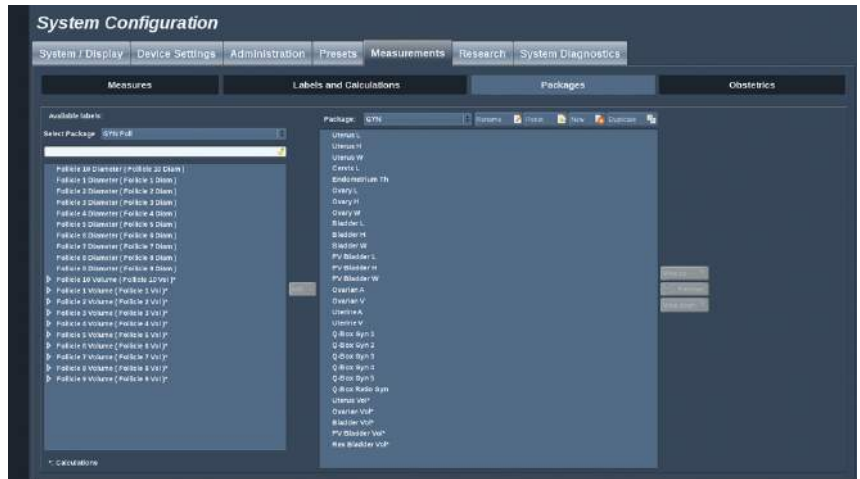 System Configuration
System / Display
Device Settings
Administration
Presets
Measurements
Research
System Diagnostics
Measures
Labels and Calculations
Packages
Obstetrics
Available labels:
Select Package GYN Foll
Follicle 10 Diameter ( Follicle 10 Diam )
Follicle 1 Diameter ( Follicle 1 Diam )
Follicle 2 Diameter ( Follicle 2 Diam )
Follicle 3 Diameter ( Follicle 3 Diam )
Follicle 4 Diameter ( Follicle 4 Diam )
Follicle 5 Diameter ( Follicle 5 Diam )
Follicle 6 Diameter ( Follicle 6 Diam )
Follicle 7 Diameter ( Follicle 7 Diam )
Follicle 8 Diameter ( Follicle 8 Diam )
Follicle 9 Diameter ( Follicle 9 Diam )
Follicle 10 Volume ( Follicle 10 Vol )*
Follicle 1 Volume ( Follicle 1 Vol )*
Follicle 2 Volume ( Follicle 2 Vol )*
Follicle 3 Volume ( Follicle 3 Vol )*
Follicle 4 Volume ( Follicle 4 Vol )*
Follicle 5 Volume ( Follicle 5 Vol )*
Follicle 6 Volume ( Follicle 6 Vol )*
Follicle 7 Volume ( Follicle 7 Vol )*
Follicle 8 Volume ( Follicle 8 Vol )*
Follicle 9 Volume ( Follicle 9 Vol )*
*: Calculations
Package: GYN
Rename
New
Duplicate
Uterus L
Uterus H
Uterus W
Cervix L
Endometrium Th
Ovary L
Ovary H
Ovary W
Bladder L
Bladder H
Bladder W
PV Bladder L
PV Bladder H
PV Bladder W
Ovarian A
Ovarian V
Uterine A
Uterine V
Q-Box Gyn 1
Q-Box Gyn 2
Q-Box Gyn 3
Q-Box Gyn 4
Q-Box Gyn 5
Q-Box Ratio Gyn
Uterus Vol*
Ovarian Vol*
Bladder Vol*
PV Bladder Vol*
Res Bladder Vol*